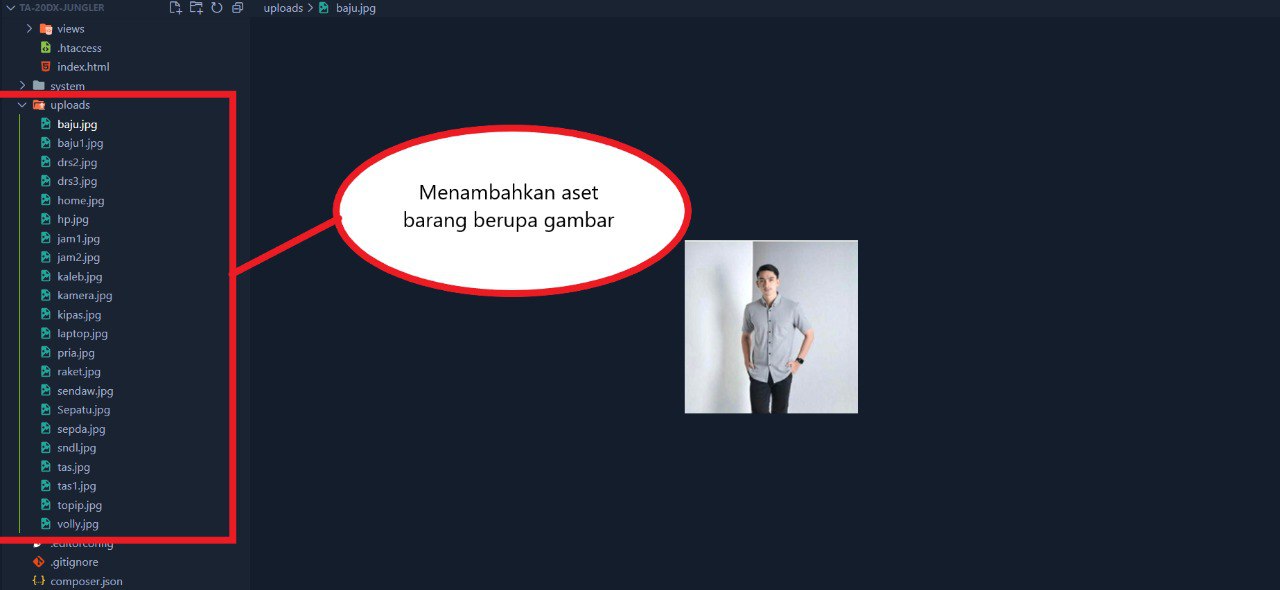 TA-20DX-JUNGLER
uploads > baju.jpg
views
.htaccess
index.html
system
uploads
baju.jpg
baju1.jpg
drs2.jpg
drs3.jpg
home.jpg
hp.jpg
jam1.jpg
jam2.jpg
kaleb.jpg
kamera.jpg
kipas.jpg
laptop.jpg
pria.jpg
raket.jpg
sendaw.jpg
Sepatu.jpg
sepda.jpg
sndl.jpg
tas.jpg
tas1.jpg
topip.jpg
volly.jpg
.editorconfig
.gitignore
composer.json
Menambahkan aset
barang berupa gambar